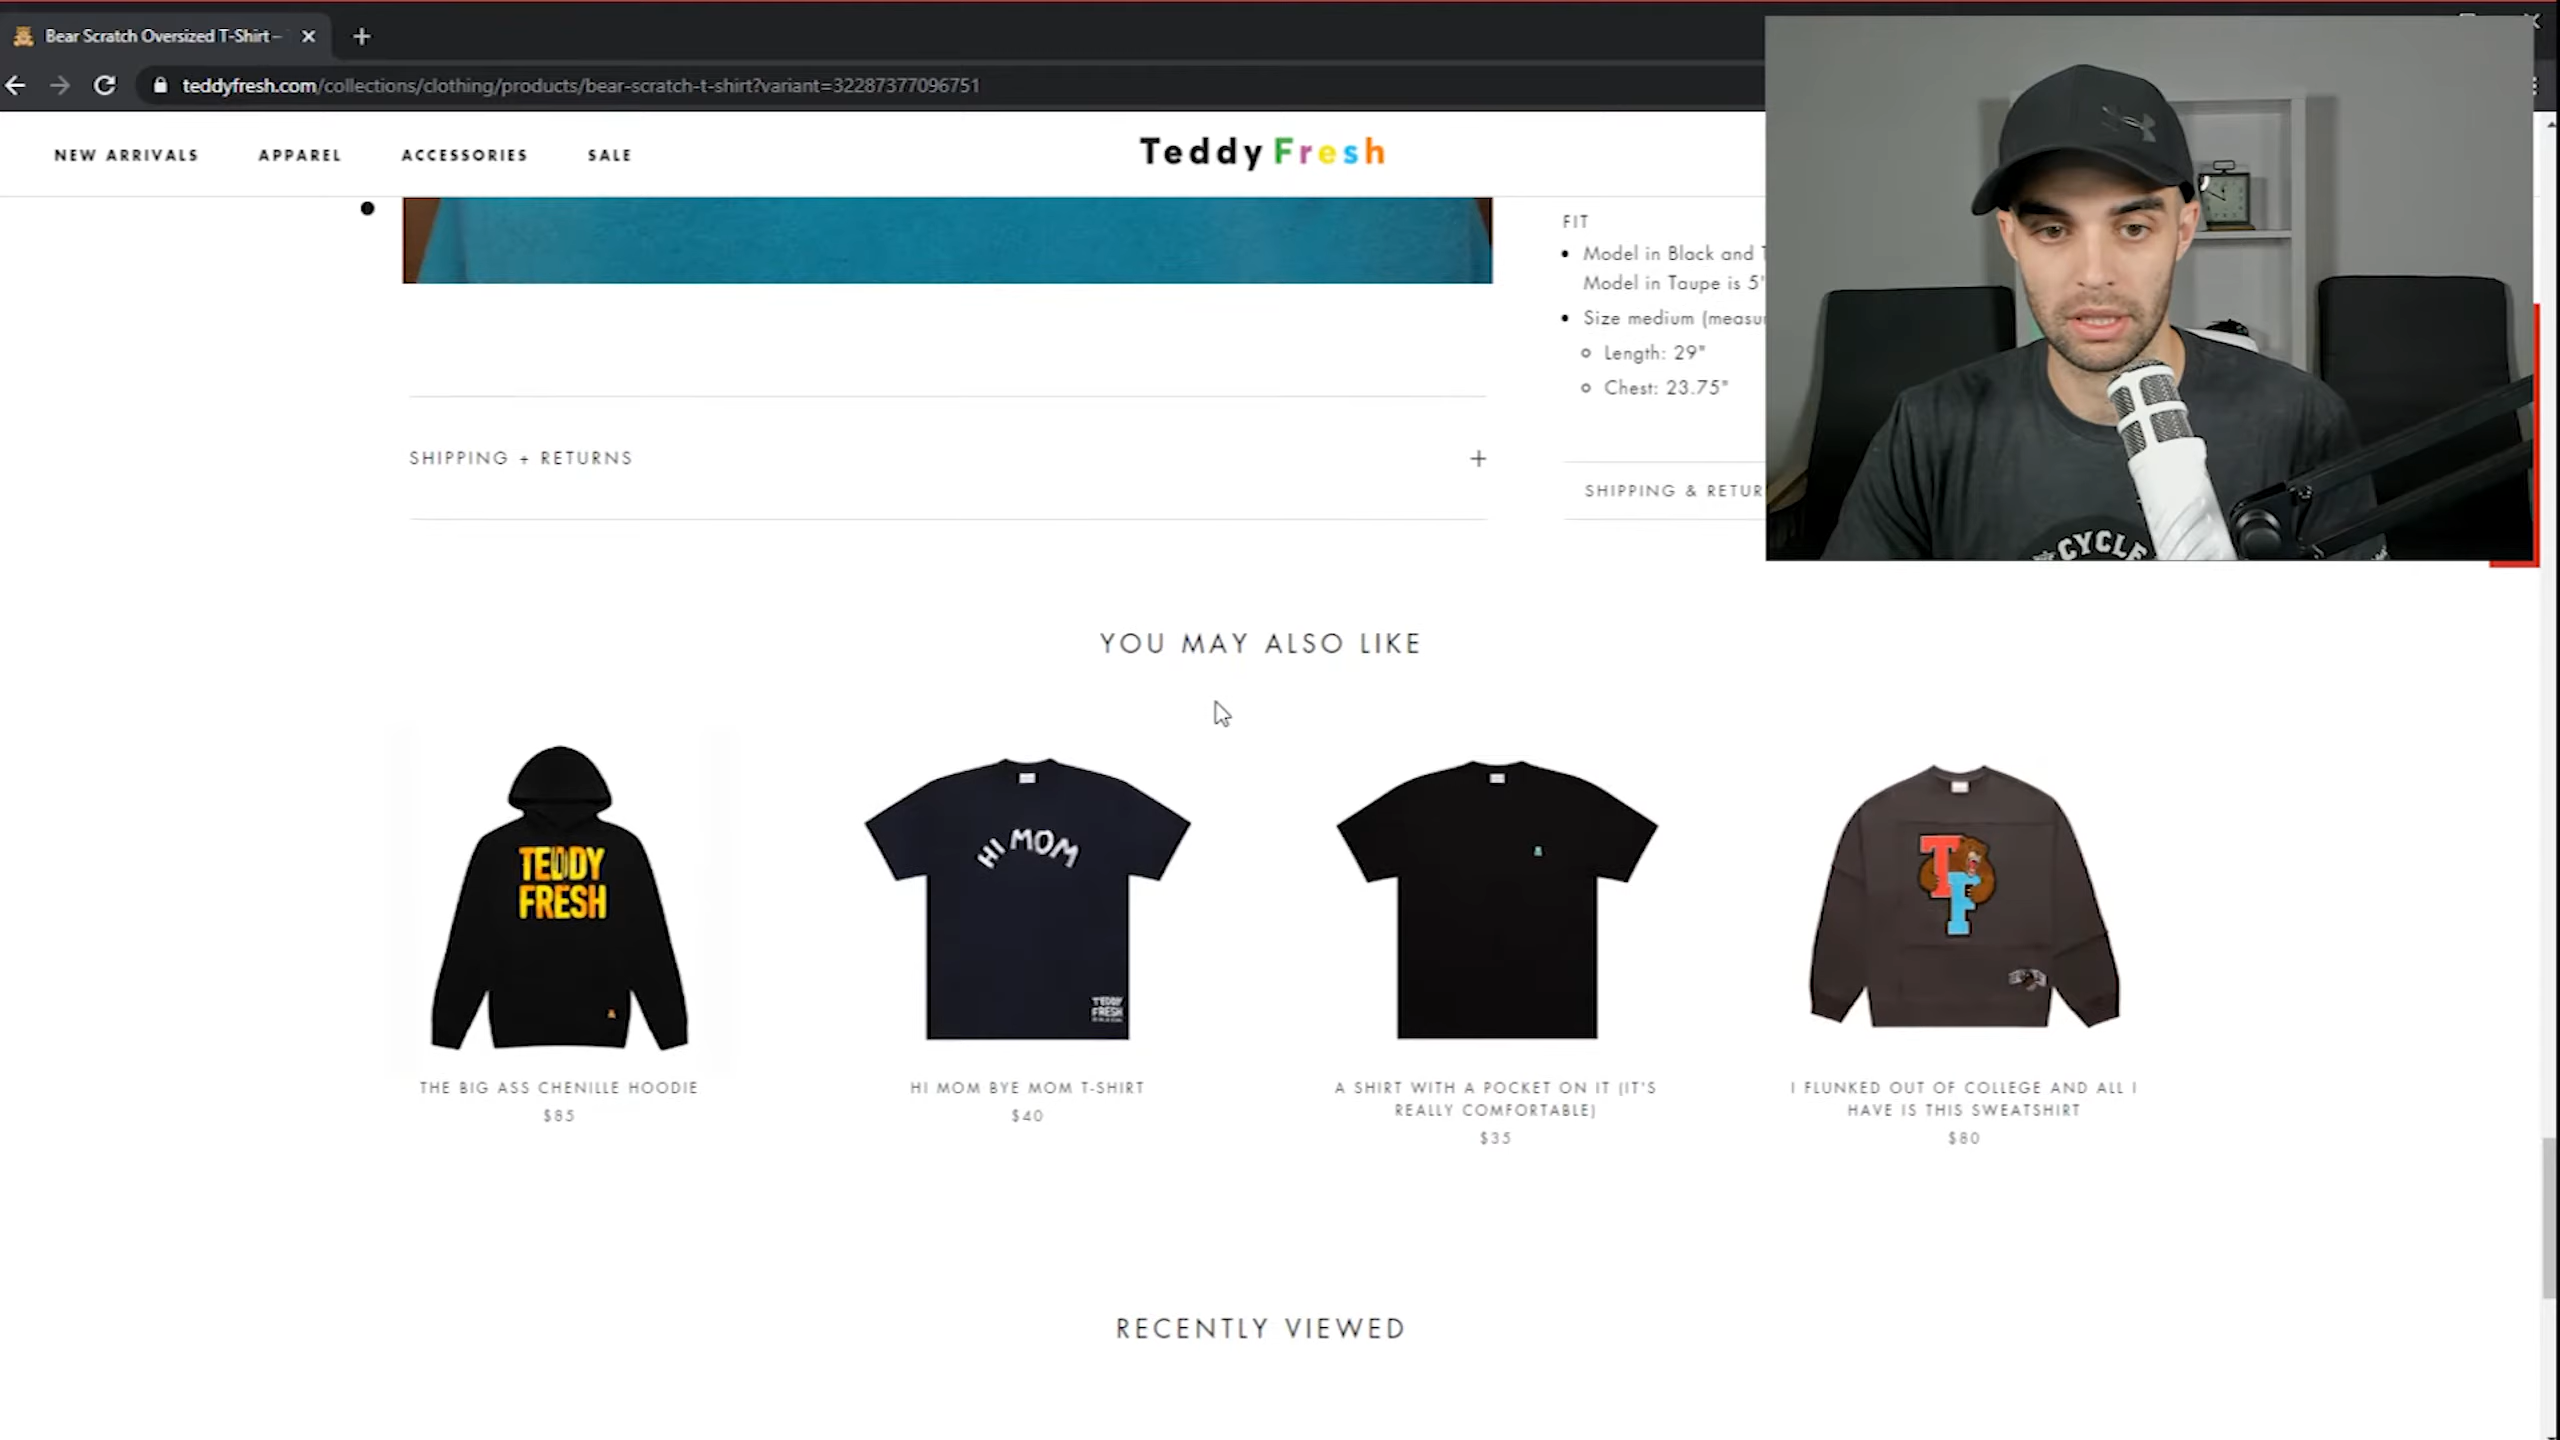 Bear Scratch Oversized T-Shirt –
teddyfresh.com/collections/clothing/products/bear-scratch-t-shirt?variant=32287377096751
NEW ARRIVALS APPAREL ACCESSORIES SALE
Teddy Fresh
FIT
Model in Black and
Model in Taupe is 5'
Size medium
Length: 29"
Chest: 23.75"
SHIPPING + RETURNS
SHIPPING &
CYCLE
YOU MAY ALSO LIKE
TEDDY
FRESH
HI MOM
TEDDY
FRESH
TF
THE BIG ASS CHENILLE HOODIE
$85
HI MOM BYE MOM T-SHIRT
$40
A SHIRT WITH A POCKET ON IT (IT'S
REALLY COMFORTABLE)
$35
I FLUNKED OUT OF COLLEGE AND ALL I
HAVE IS THIS SWEATSHIRT
$80
RECENTLY VIEWED